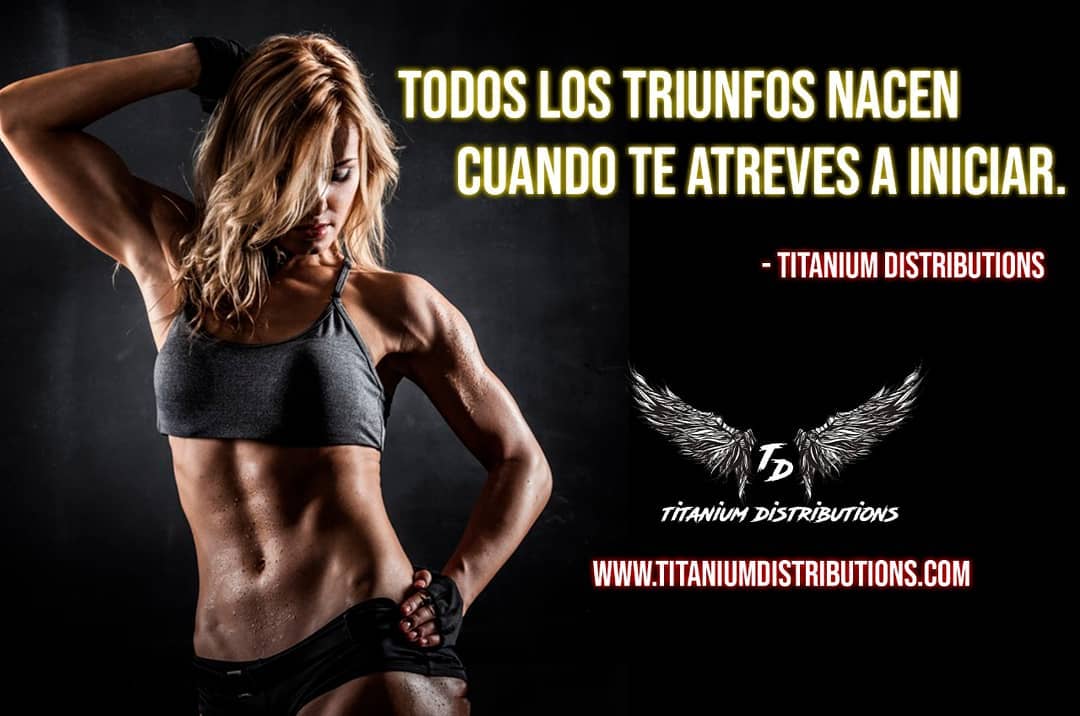 TODOS LOS TRIUNFOS NACEN
CUANDO TE ATREVES A INICIAR.
- TITANIUM DISTRIBUTIONS
TD
TITANIUM DISTRIBUTIONS
WWW.TITANIUMDISTRIBUTIONS.COM